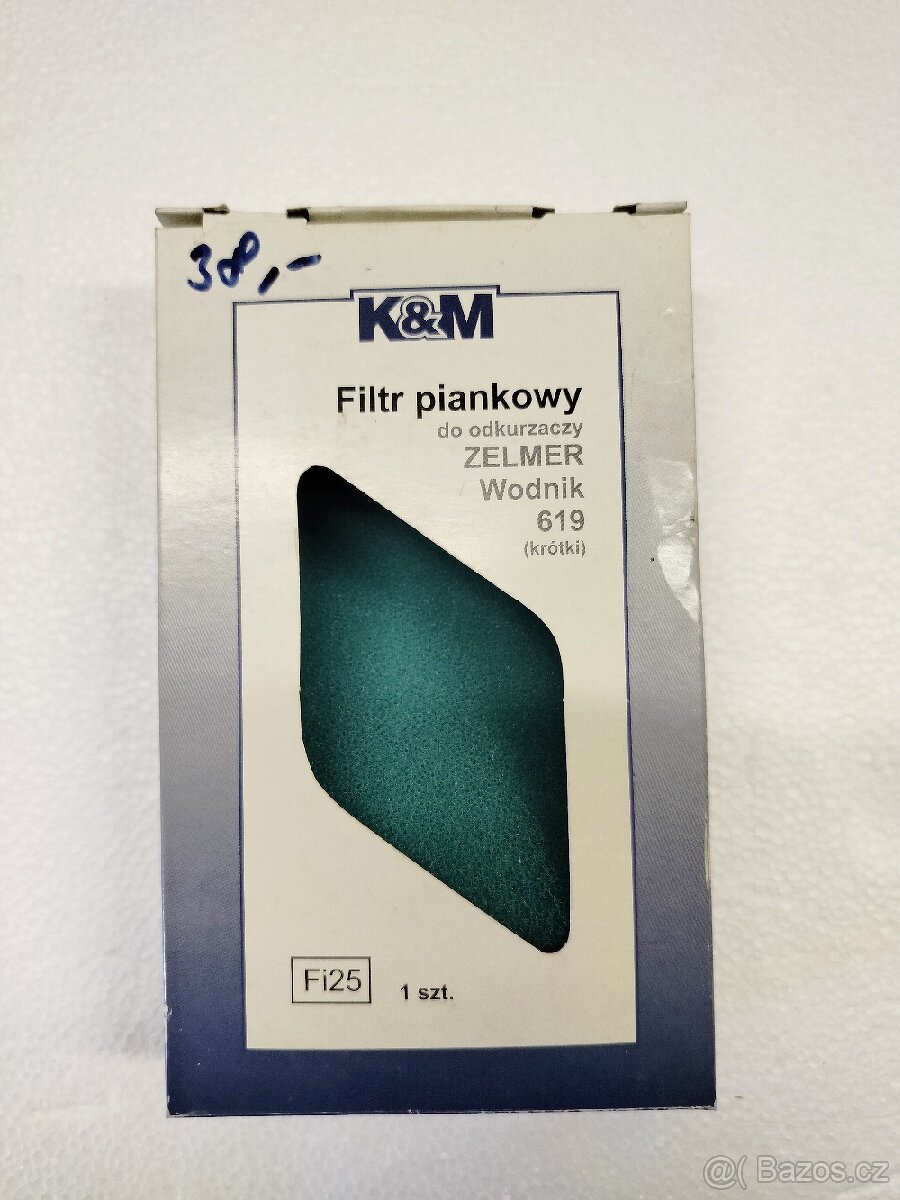 38,-
K&M
Filtr piankowy
do odkurzaczy
ZELMER
Wodnik
619
(krótki)
Fi25
1 szt.
@( Bazos.cz